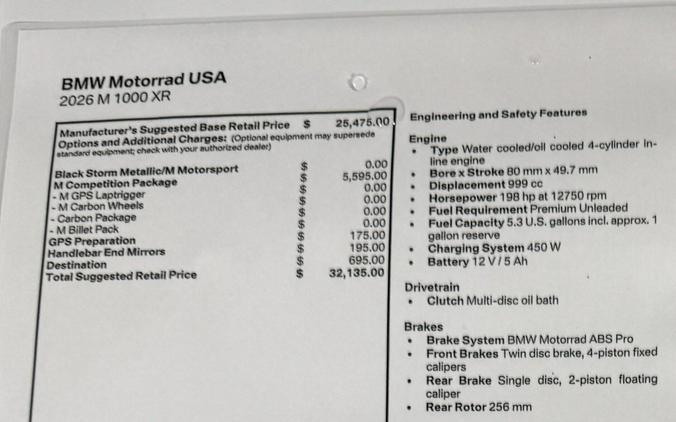 BMW Motorrad USA
2026 M 1000 XR
Manufacturer's Suggested Base Retail Price $ 25,475.00
Options and Additional Charges: (Optional equipment may supersede
standard equipment; check with your authorized dealer)
Black Storm Metallic/M Motorsport $ 0.00
M Competition Package $ 5,595.00
- M GPS Laptrigger $ 0.00
- M Carbon Wheels $ 0.00
- Carbon Package $ 0.00
- M Billet Pack $ 0.00
GPS Preparation $ 175.00
Handlebar End Mirrors $ 195.00
Destination $ 695.00
Total Suggested Retail Price $ 32,135.00
Engineering and Safety Features
Engine
• Type Water cooled/oil cooled 4-cylinder in-
line engine
• Bore x Stroke 80 mm x 49.7 mm
• Displacement 999 cc
• Horsepower 198 hp at 12750 rpm
• Fuel Requirement Premium Unleaded
• Fuel Capacity 5.3 U.S. gallons incl. approx. 1
gallon reserve
• Charging System 450 W
• Battery 12 V / 5 Ah
Drivetrain
• Clutch Multi-disc oil bath
Brakes
• Brake System BMW Motorrad ABS Pro
• Front Brakes Twin disc brake, 4-piston fixed
calipers
• Rear Brake Single disc, 2-piston floating
caliper
• Rear Rotor 256 mm